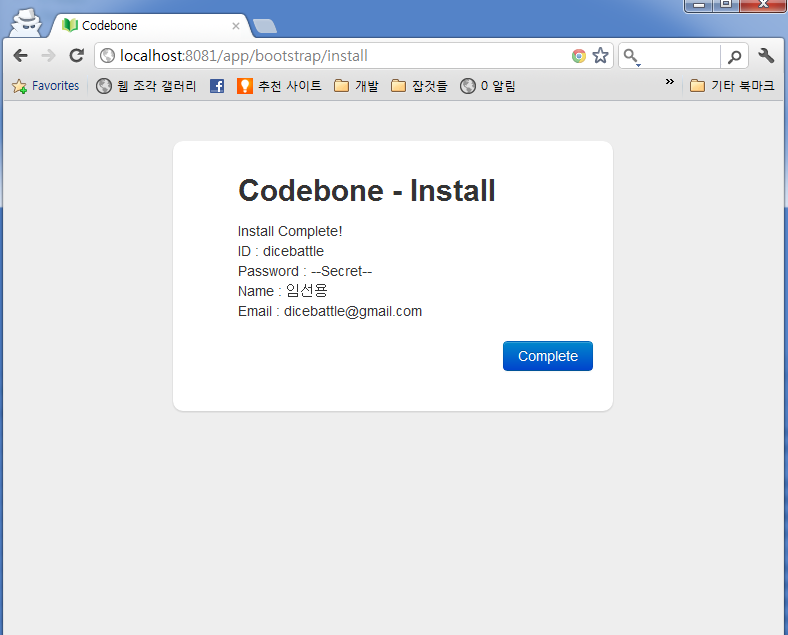 Codebone
localhost:8081/app/bootstrap/install
Favorites 웹 조각 갤러리 추천 사이트 개발 잡것들 0 알림 » 기타 북마크
Codebone - Install
Install Complete!
ID : dicebattle
Password : --Secret--
Name : 임선용
Email : dicebattle@gmail.com
Complete